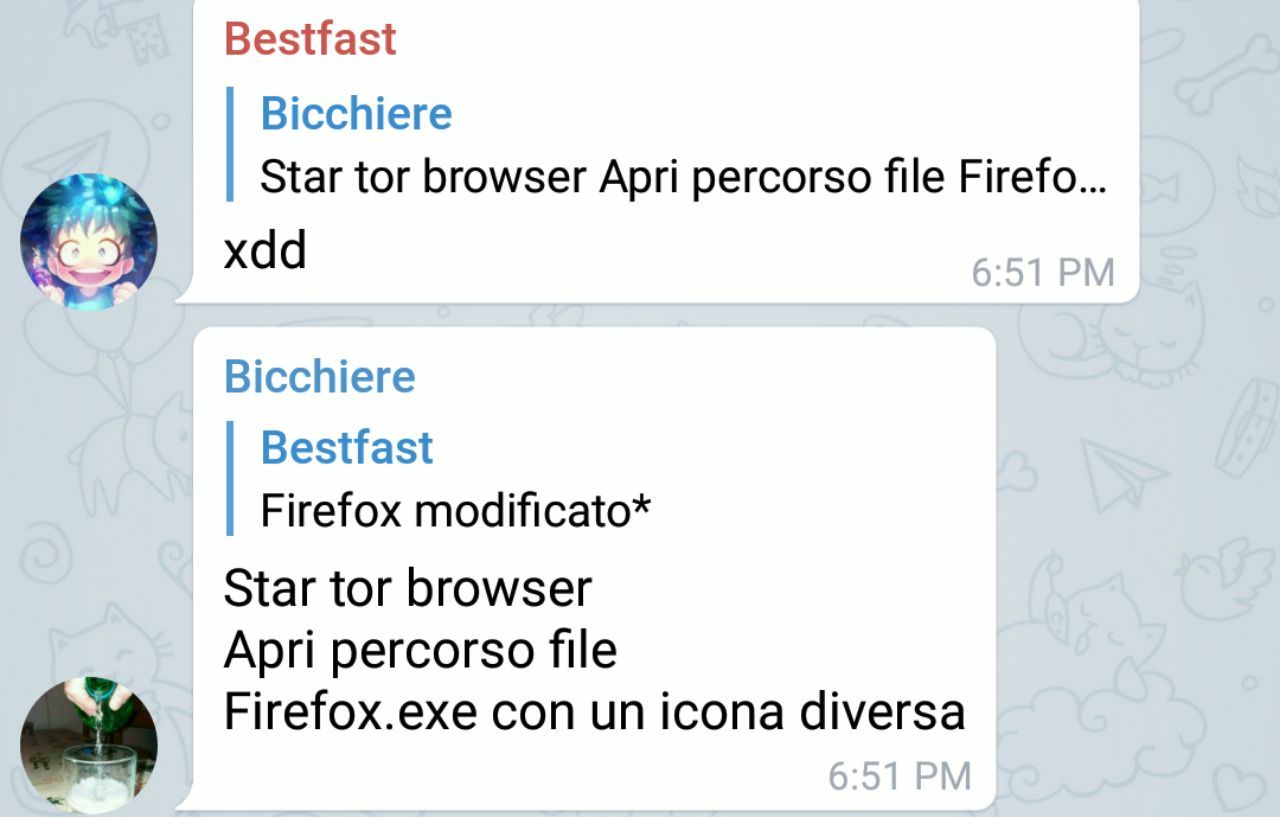 Bestfast
Bicchiere
Star tor browser Apri percorso file Firefo...
xdd
6:51 PM
Bicchiere
Bestfast
Firefox modificato*
Star tor browser
Apri percorso file
Firefox.exe con un icona diversa
6:51 PM